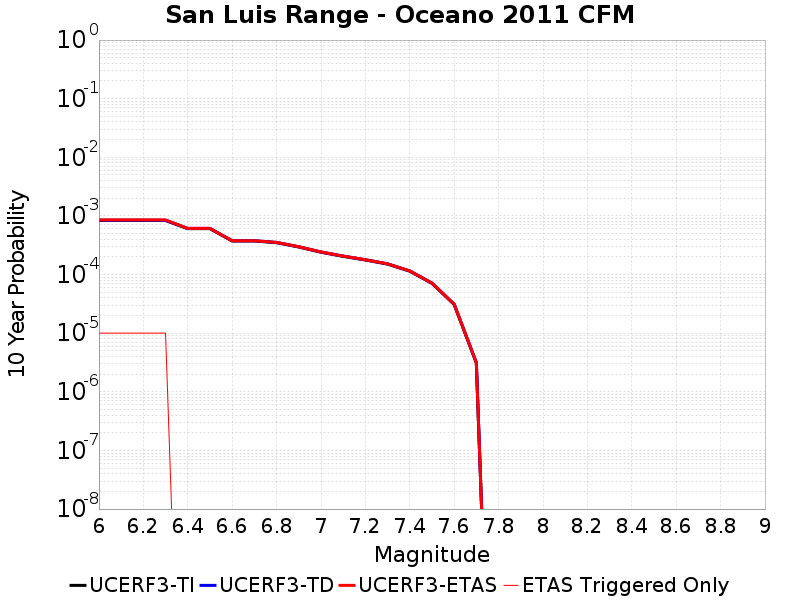 San Luis Range - Oceano 2011 CFM
10 Year Probability
10^0
10^-1
10^-2
10^-3
10^-4
10^-5
10^-6
10^-7
10^-8
6 6.2 6.4 6.6 6.8 7 7.2 7.4 7.6 7.8 8 8.2 8.4 8.6 8.8 9
Magnitude
UCERF3-TI UCERF3-TD UCERF3-ETAS ETAS Triggered Only